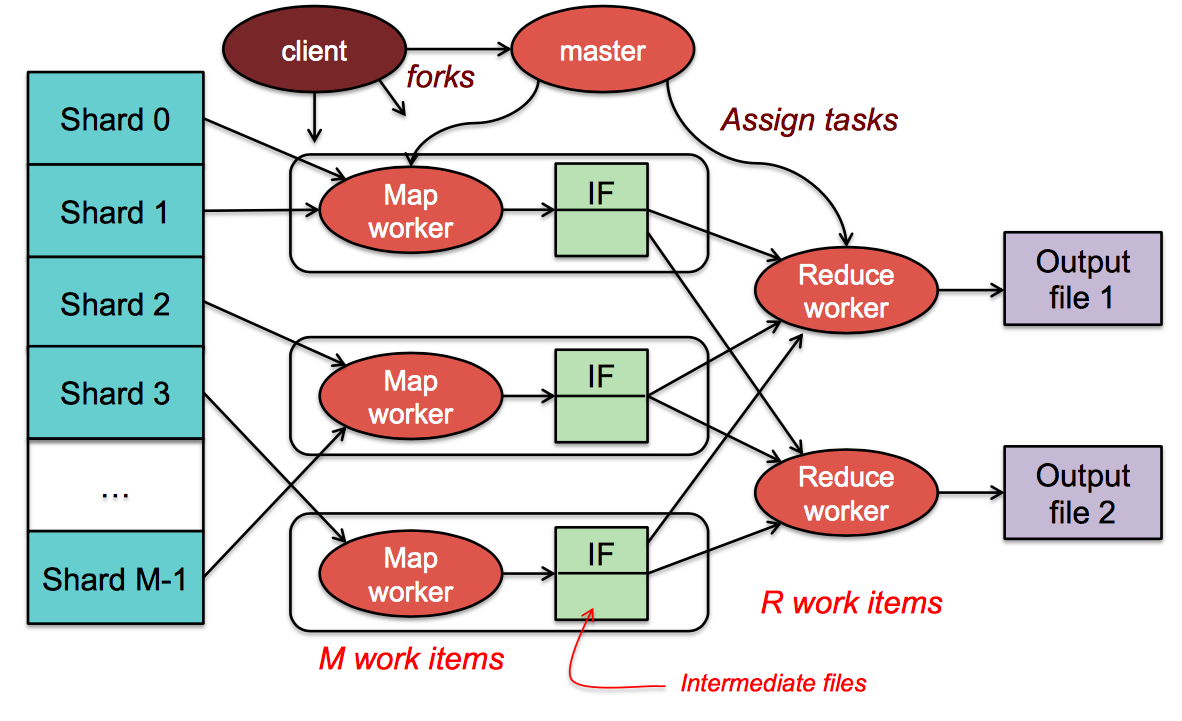 client
master
forks
Assign tasks
Shard 0
Shard 1
Shard 2
Shard 3
...
Shard M-1
Map
worker
IF
Map
worker
IF
Map
worker
IF
Reduce
worker
Output
file 1
Reduce
worker
Output
file 2
R work items
M work items
Intermediate files